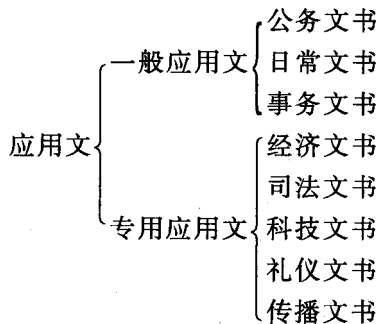 公务文书
一般应用文 日常文书
事务文书
应用文
经济文书
司法文书
专用应用文 科技文书
礼仪文书
传播文书